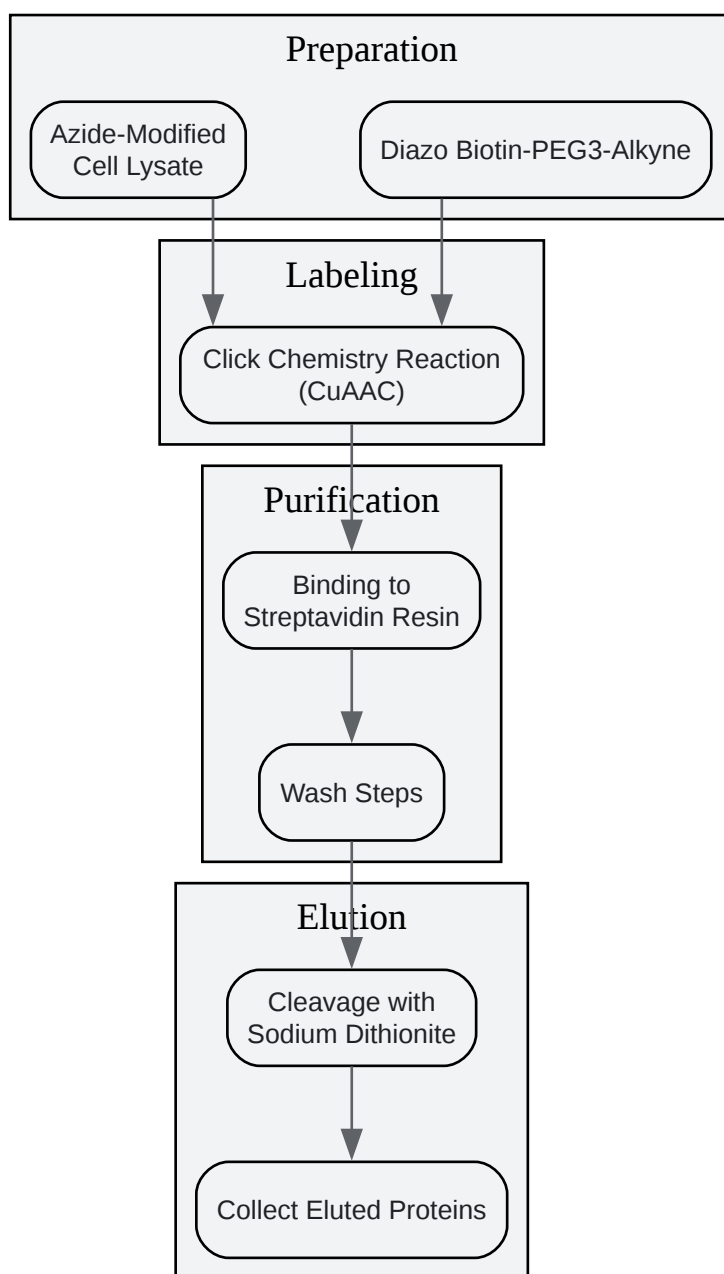 Preparation
Azide-Modified
Cell Lysate
Diazo Biotin-PEG3-Alkyne
Labeling
Click Chemistry Reaction
(CuAAC)
Purification
Binding to
Streptavidin Resin
Wash Steps
Elution
Cleavage with
Sodium Dithionite
Collect Eluted Proteins